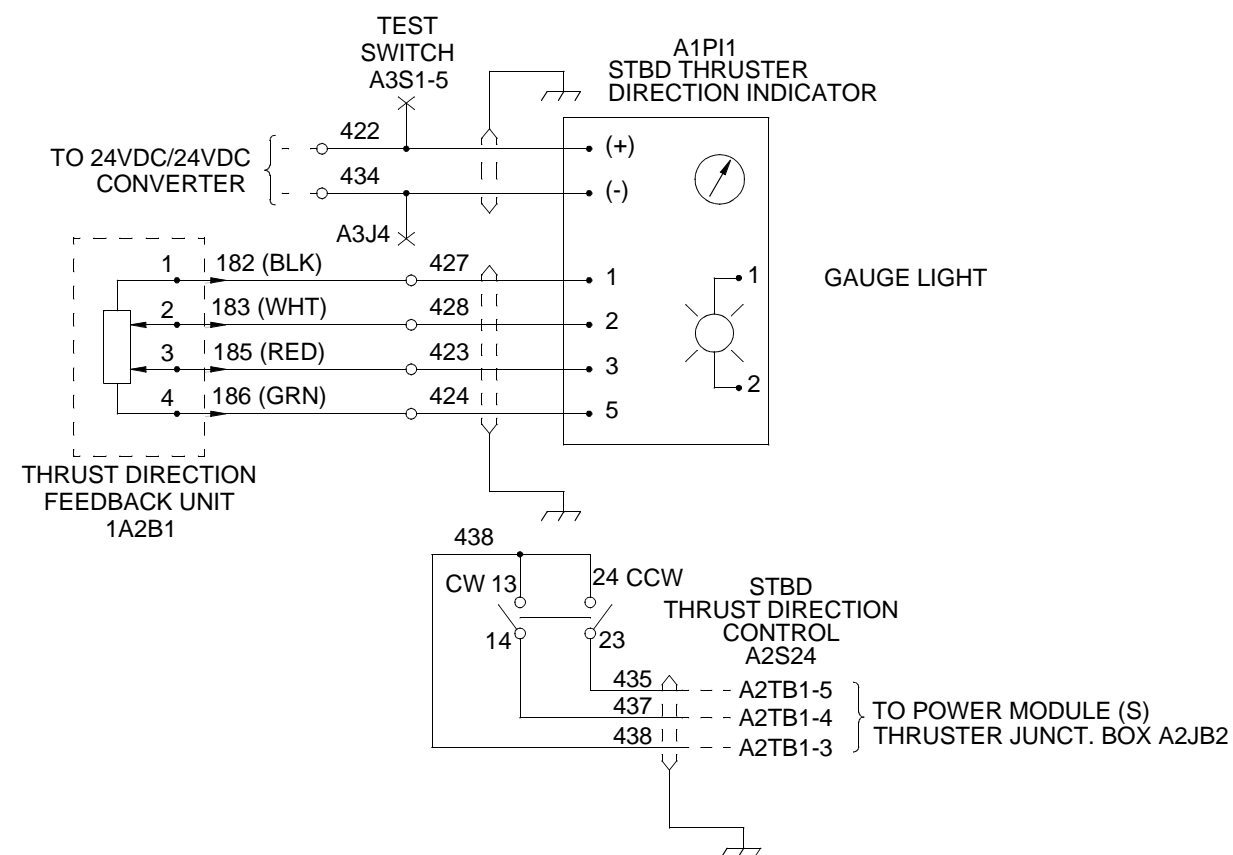 TEST
SWITCH
A3S1-5
A1PI1
STBD THRUSTER
DIRECTION INDICATOR
TO 24VDC/24VDC
CONVERTER
422
(+)
434
(-)
A3J4
1 182 (BLK) 427 1
2 183 (WHT) 428 2
3 185 (RED) 423 3
4 186 (GRN) 424 5
1
2
GAUGE LIGHT
THRUST DIRECTION
FEEDBACK UNIT
1A2B1
438
CW 13 24 CCW
14 23
STBD
THRUST DIRECTION
CONTROL
A2S24
435 A2TB1-5
437 A2TB1-4
438 A2TB1-3
TO POWER MODULE (S)
THRUSTER JUNCT. BOX A2JB2